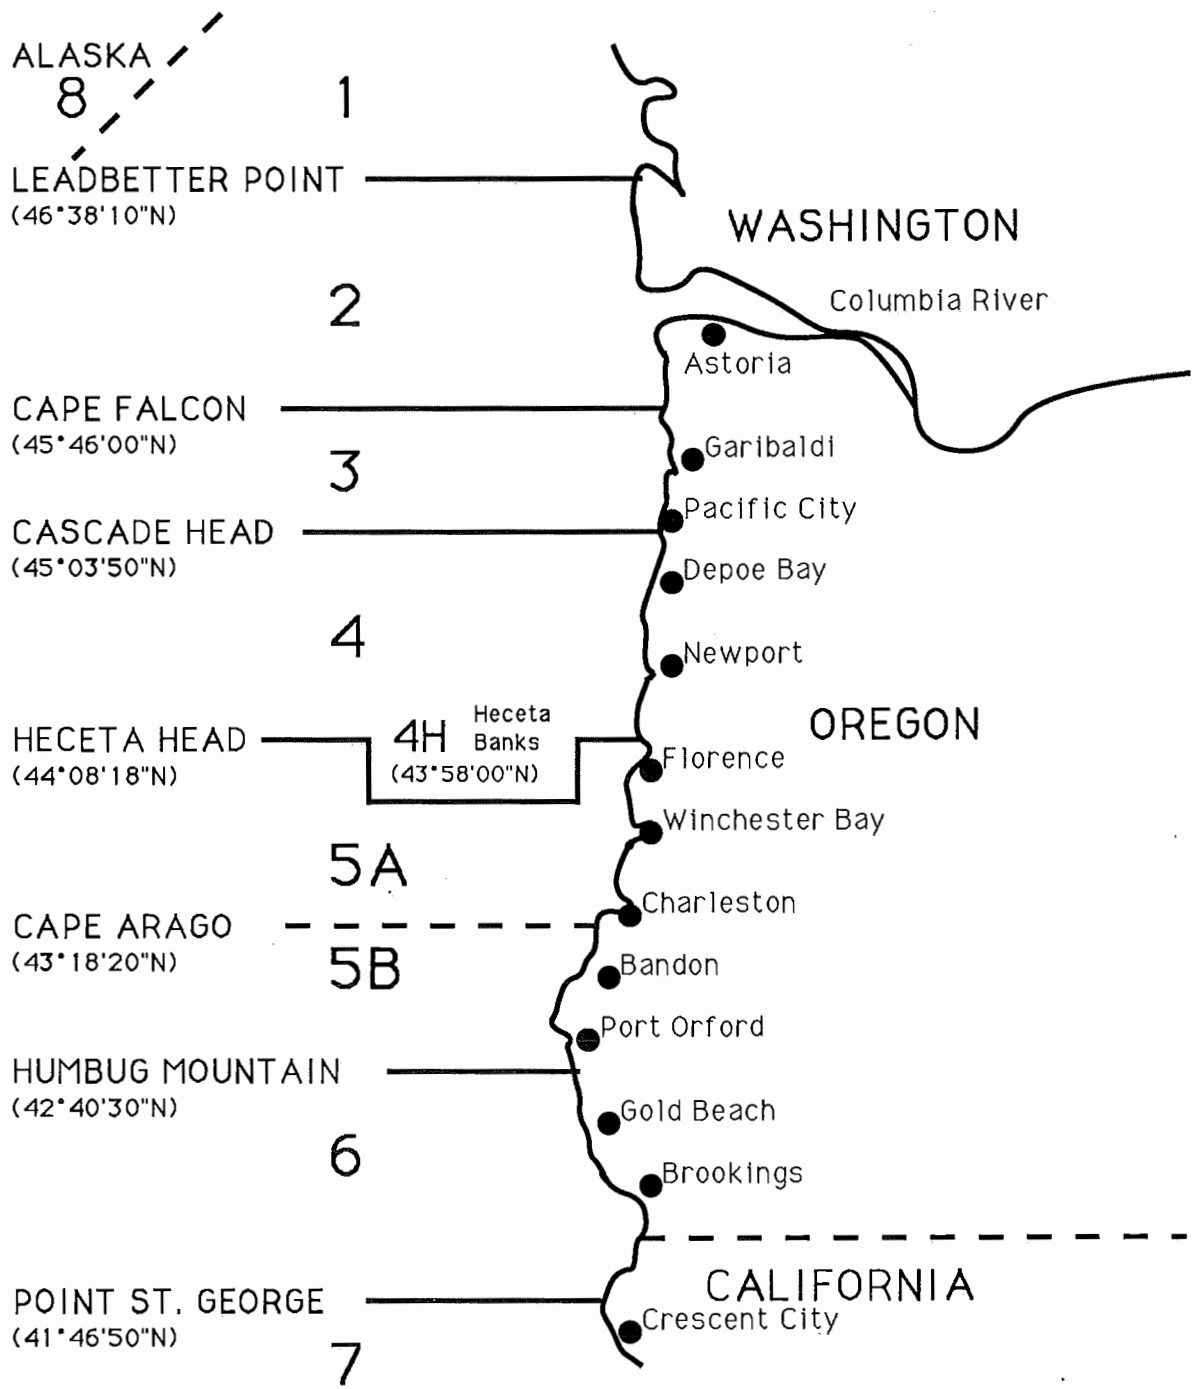 ALASKA
8
1
LEADBETTER POINT
(46°38'10"N)
WASHINGTON
Columbia River
2
Astoria
CAPE FALCON
(45°46'00"N)
Garibaldi
3
Pacific City
CASCADE HEAD
(45°03'50"N)
Depoe Bay
4
Newport
HECETA HEAD
(44°08'18"N)
4H
Heceta
Banks
(43°58'00"N)
OREGON
Florence
Winchester Bay
5A
Charleston
CAPE ARAGO
(43°18'20"N)
5B
Bandon
Port Orford
HUMBUG MOUNTAIN
(42°40'30"N)
Gold Beach
6
Brookings
CALIFORNIA
POINT ST. GEORGE
(41°46'50"N)
Crescent City
7